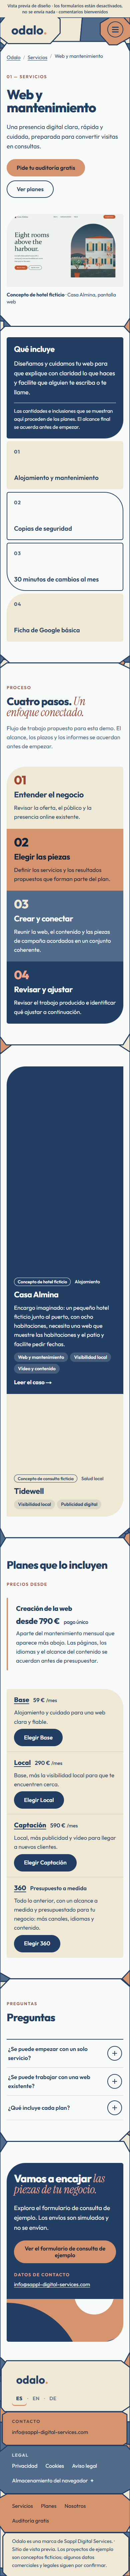 Vista previa de diseño · los formularios están desactivados,
no se envía nada · comentarios bienvenidos
odalo.
Odalo / Servicios / Web y mantenimiento
01 — SERVICIOS
Web y
mantenimiento
Una presencia digital clara, rápida y
cuidada, preparada para convertir visitas
en consultas.
Pide tu auditoría gratis
Ver planes
Eight rooms
above the
harbour.
Concepto de hotel ficticio · Casa Almina, pantalla
web
Qué incluye
Diseñamos y cuidamos tu web para
que explique con claridad lo que haces
y facilite que alguien te escriba o te
llame.
Las cantidades e inclusiones que se muestran
aquí proceden de los planes. El alcance final
se acuerda antes de empezar.
01
Alojamiento y mantenimiento
02
Copias de seguridad
03
30 minutos de cambios al mes
04
Ficha de Google básica
PROCESO
Cuatro pasos. Un
enfoque conectado.
Flujo de trabajo propuesto para esta demo. El
alcance, los plazos y los informes se acuerdan
antes de empezar.
01
Entender el negocio
Revisar la oferta, el público y la
presencia online existente.
02
Elegir las piezas
Definir los servicios y los resultados
propuestos que forman parte del plan.
03
Crear y conectar
Reunir la web, el contenido y las piezas
de campaña acordadas en un conjunto
coherente.
04
Revisar y ajustar
Revisar el trabajo producido e identificar
qué ajustar a continuación.
Concepto de hotel ficticio Alojamiento
Casa Almina
Encargo imaginado: un pequeño hotel
ficticio junto al puerto, con ocho
habitaciones, necesita una web que
muestre las habitaciones y el patio y
facilite pedir fechas.
Web y mantenimiento Visibilidad local
Vídeo y contenido
Leer el caso →
Concepto de consulta ficticia Salud local
Tidewell
Visibilidad local Publicidad digital
Planes que lo incluyen
PRECIOS DESDE
Creación de la web
desde 790 € pago único
Aparte del mantenimiento mensual que
aparece más abajo. Las páginas, los
idiomas y el alcance del contenido se
acuerdan antes de presupuestar.
Base 59 € /mes
Alojamiento y cuidado para una web
clara y fiable.
Elegir Base
Local 290 € /mes
Base, más la visibilidad local para que te
encuentren cerca.
Elegir Local
Captación 590 € /mes
Local, más publicidad y vídeo para llegar
a nuevos clientes.
Elegir Captación
360 Presupuesto a medida
Todo lo anterior, con un alcance a
medida y presupuestado para tu
negocio: más canales, idiomas y
contenido.
Elegir 360
PREGUNTAS
Preguntas
¿Se puede empezar con un solo
servicio?
¿Se puede trabajar con una web
existente?
¿Qué incluye cada plan?
Vamos a encajar las
piezas de tu negocio.
Explora el formulario de consulta de
ejemplo. Los envíos son simulados y
no se envían.
Ver el formulario de consulta de
ejemplo
DATOS DE CONTACTO
info@sappl-digital-services.com
odalo.
ES EN DE
CONTACTO
info@sappl-digital-services.com
LEGAL
Privacidad Cookies Aviso legal
Almacenamiento del navegador +
Servicios Planes Nosotros
Auditoría gratis
Odalo es una marca de Sappl Digital Services.
Sitio de vista previa. Los proyectos de ejemplo
son conceptos ficticios; algunos datos
comerciales y legales siguen por confirmar.